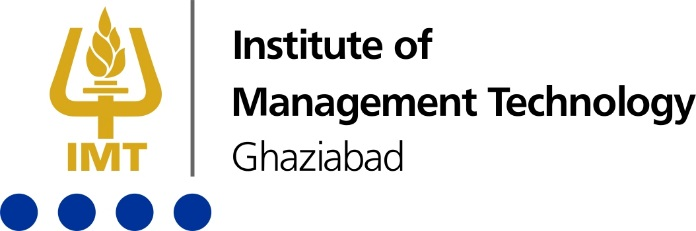 IMT
Institute of
Management Technology
Ghaziabad